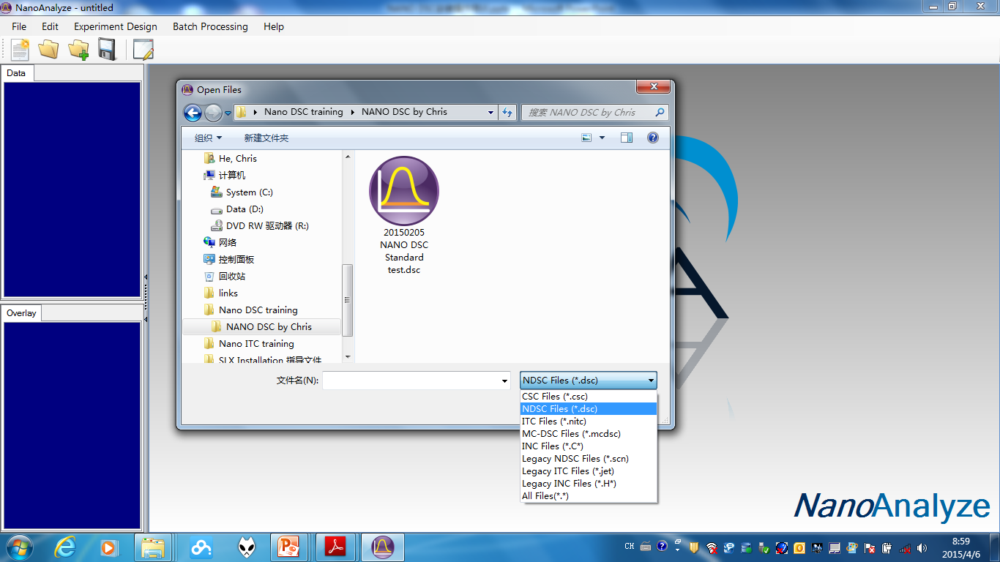 NanoAnalyze - untitled
File Edit Experiment Design Batch Processing Help
Data
Overlay
Open Files
Nano DSC training NANO DSC by Chris
搜索 NANO DSC by Chris
组织 新建文件夹
He, Chris
计算机
System (C:)
Data (D:)
DVD RW 驱动器 (R:)
网络
控制面板
回收站
links
Nano DSC training
NANO DSC by Chris
Nano ITC training
SLX Installation 指导文件
20150205
NANO DSC
Standard
test.dsc
文件名(N):
NDSC Files (*.dsc)
CSC Files (*.csc)
NDSC Files (*.dsc)
ITC Files (*.nitc)
MC-DSC Files (*.mcdsc)
INC Files (*.C*)
Legacy NDSC Files (*.scn)
Legacy ITC Files (*.jet)
Legacy INC Files (*.H*)
All Files(*.*)
A
NanoAnalyze
CH
8:59
2015/4/6